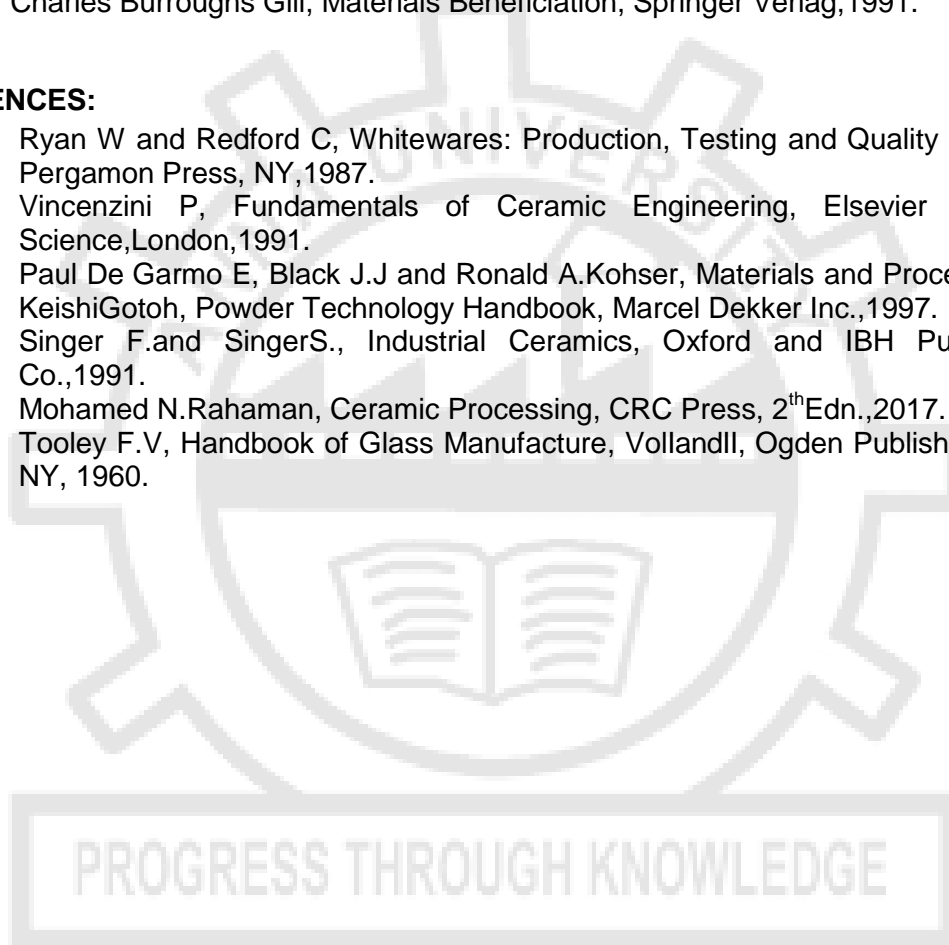 Charles Burroughs Gill, Materials Beneficiation, Springer Verlag,1991.
ENCES:
Ryan W and Redford C, Whitewares: Production, Testing and Quality
Pergamon Press, NY,1987.
Vincenzini P, Fundamentals of Ceramic Engineering, Elsevier
Science,London,1991.
Paul De Garmo E, Black J.J and Ronald A.Kohser, Materials and Proce
KeishiGotoh, Powder Technology Handbook, Marcel Dekker Inc.,1997.
Singer F.and SingerS., Industrial Ceramics, Oxford and IBH Pu
Co.,1991.
Mohamed N.Rahaman, Ceramic Processing, CRC Press, 2thEdn.,2017.
Tooley F.V, Handbook of Glass Manufacture, VolIandII, Ogden Publish
NY, 1960.
ANNA UNIVERSITY
PROGRESS THROUGH KNOWLEDGE